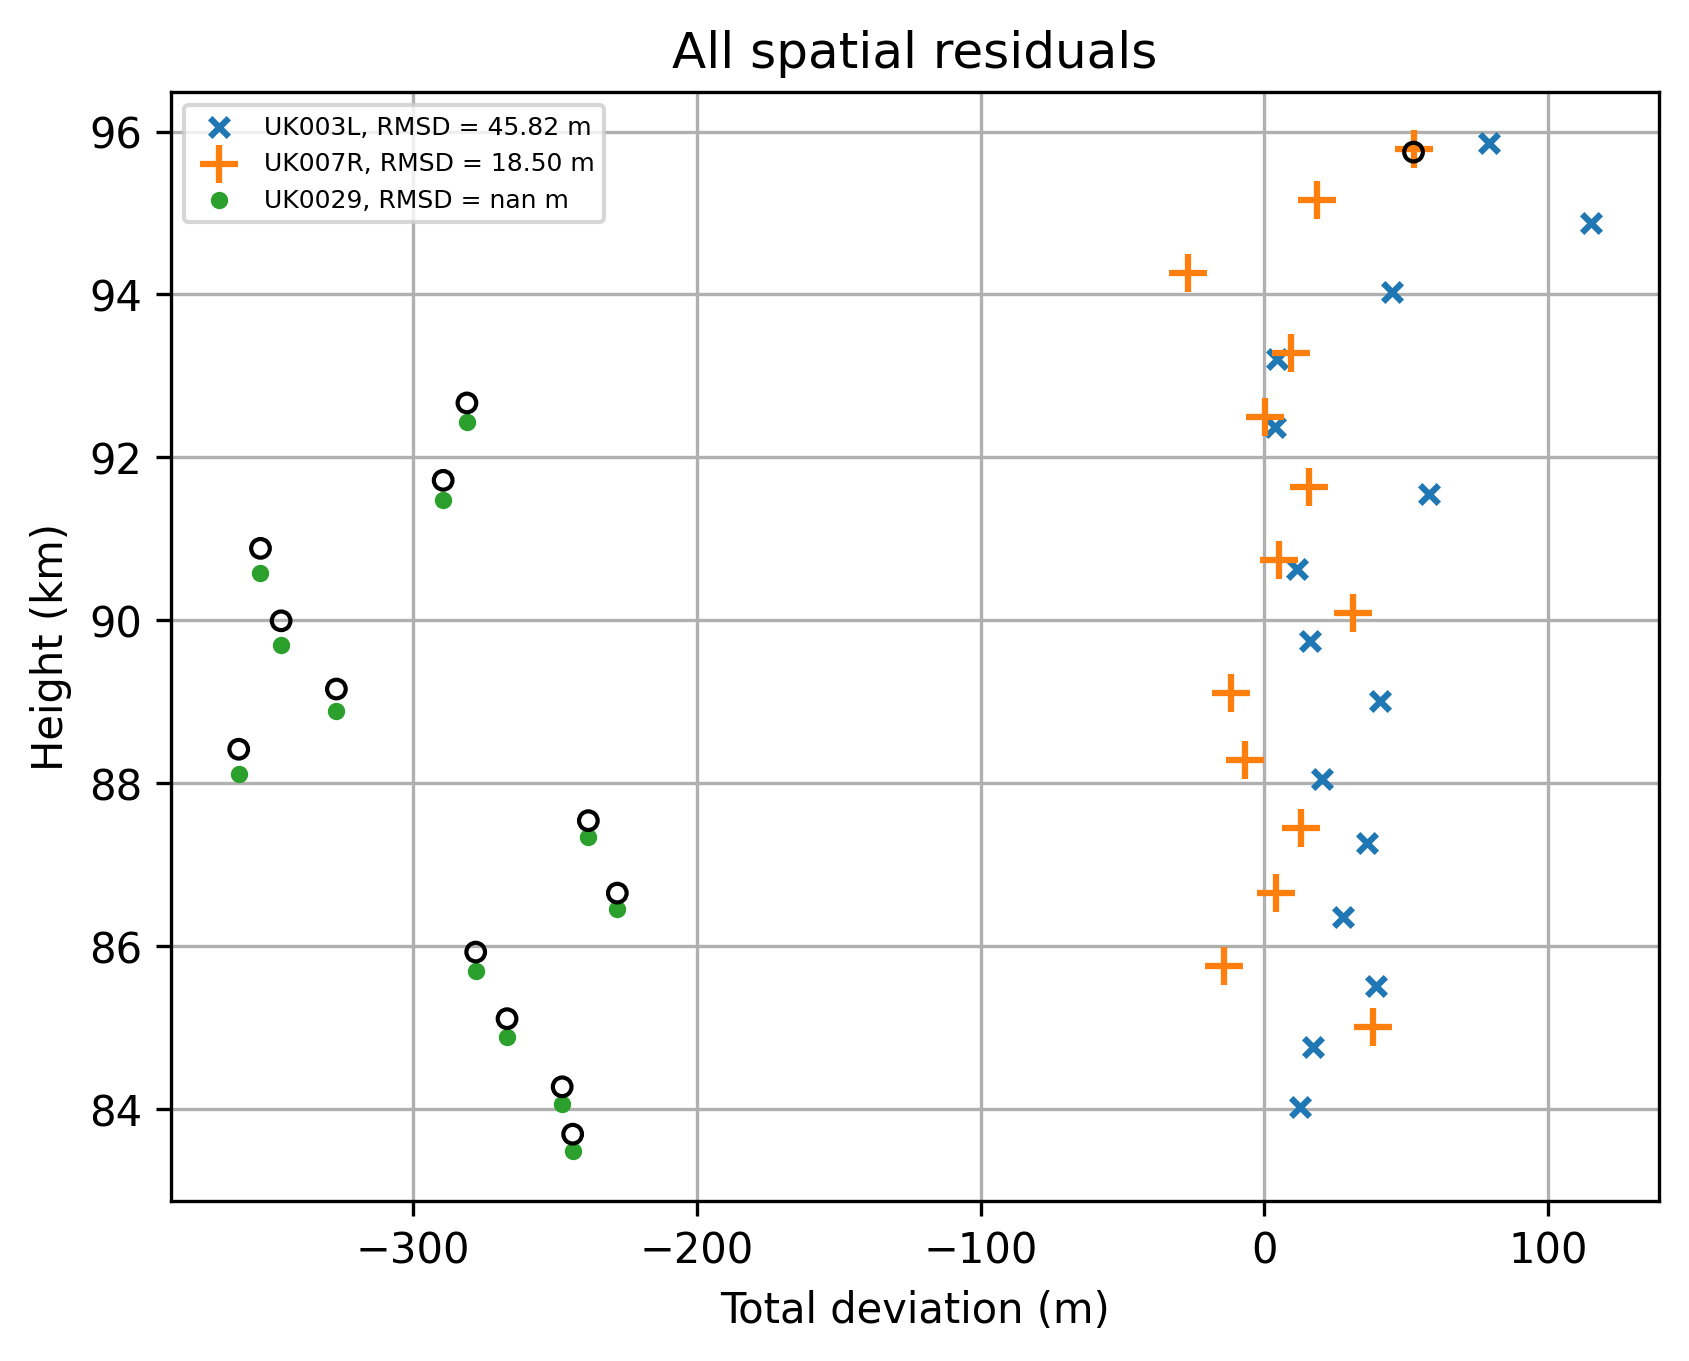 All spatial residuals
UK003L, RMSD = 45.82 m
UK007R, RMSD = 18.50 m
UK0029, RMSD = nan m
96
94
92
90
88
86
84
Height (km)
−300 −200 −100 0 100
Total deviation (m)